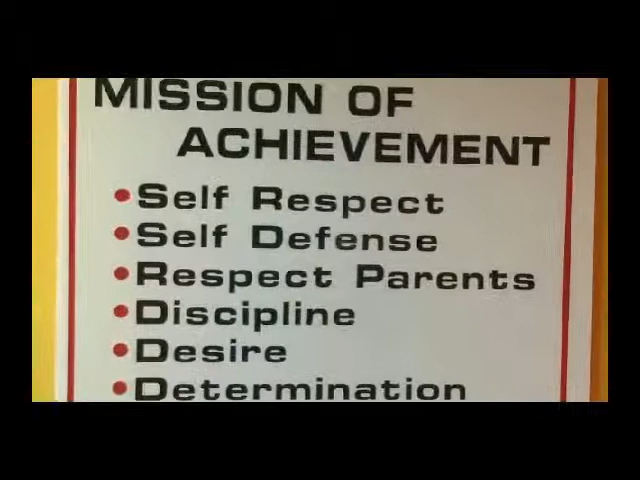 MISSION OF
ACHIEVEMENT
•Self Respect
•Self Defense
•Respect Parents
•Discipline
•Desire
•Determination